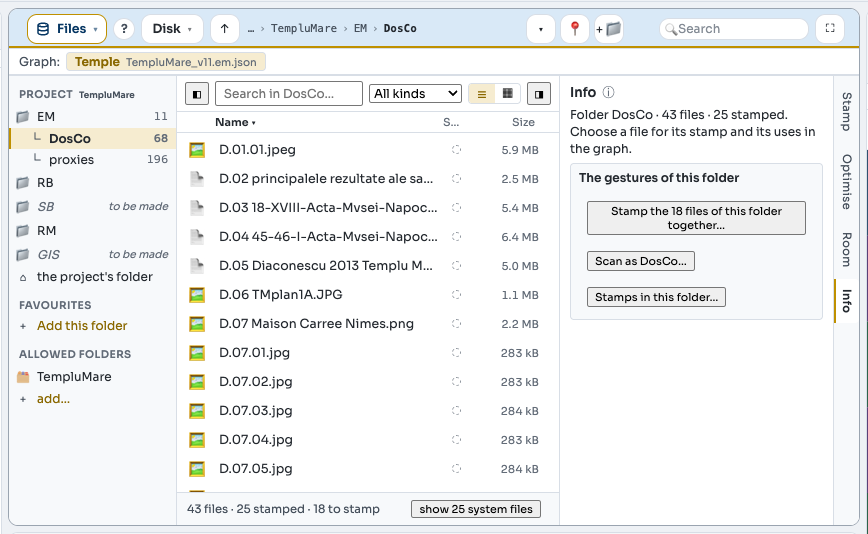 Files ▾ ? Disk ▾ ↑ … › TempluMare › EM › DosCo ▾ + Search
Graph: Temple TempluMare_v11.em.json
PROJECT TempluMare
EM 11
└ DosCo 68
└ proxies 196
RB
SB to be made
RM
GIS to be made
the project's folder
FAVOURITES
+ Add this folder
ALLOWED FOLDERS
TempluMare
+ add...
Search in DosCo... All kinds
Name ▾ S... Size
D.01.01.jpeg 5.9 MB
D.02 principalele rezultate ale sa... 2.5 MB
D.03 18-XVIII-Acta-Mvsei-Napoc... 5.4 MB
D.04 45-46-I-Acta-Mvsei-Napoc... 6.4 MB
D.05 Diaconescu 2013 Templu M... 5.0 MB
D.06 TMplan1A.JPG 1.1 MB
D.07 Maison Carree Nimes.png 2.2 MB
D.07.01.jpg 283 kB
D.07.02.jpg 283 kB
D.07.03.jpg 284 kB
D.07.04.jpg 283 kB
D.07.05.jpg 284 kB
43 files · 25 stamped · 18 to stamp show 25 system files
Info ⓘ
Folder DosCo · 43 files · 25 stamped.
Choose a file for its stamp and its uses in
the graph.
The gestures of this folder
Stamp the 18 files of this folder
together...
Scan as DosCo...
Stamps in this folder...
Stamp
Optimise
Room
Info